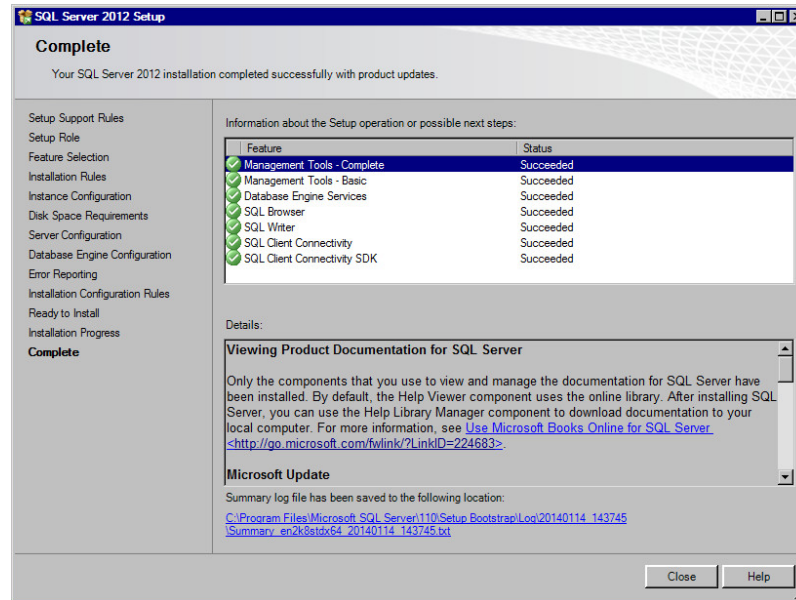 SQL Server 2012 Setup
Complete
Your SQL Server 2012 installation completed successfully with product updates.
Setup Support Rules
Setup Role
Feature Selection
Installation Rules
Instance Configuration
Disk Space Requirements
Server Configuration
Database Engine Configuration
Error Reporting
Installation Configuration Rules
Ready to Install
Installation Progress
Complete
Information about the Setup operation or possible next steps:
Feature Status
Management Tools - Complete Succeeded
Management Tools - Basic Succeeded
Database Engine Services Succeeded
SQL Browser Succeeded
SQL Writer Succeeded
SQL Client Connectivity Succeeded
SQL Client Connectivity SDK Succeeded
Details:
Viewing Product Documentation for SQL Server
Only the components that you use to view and manage the documentation for SQL Server have
been installed. By default, the Help Viewer component uses the online library. After installing SQL
Server, you can use the Help Library Manager component to download documentation to your
local computer. For more information, see Use Microsoft Books Online for SQL Server
<http://go.microsoft.com/fwlink/?LinkID=224683>.
Microsoft Update
Summary log file has been saved to the following location:
C:\Program Files\Microsoft SQL Server\110\Setup Bootstrap\Log\20140114_143745
\Summary_en2k8stdx64_20140114_143745.txt
Close Help